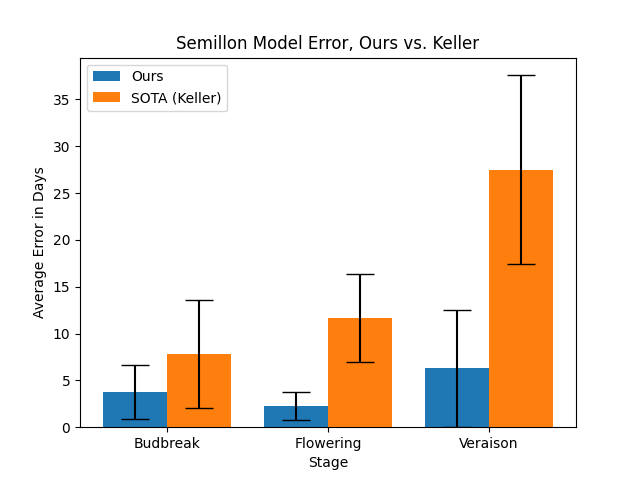 Semillon Model Error, Ours vs. Keller
Ours
SOTA (Keller)
Average Error in Days
35
30
25
20
15
10
5
0
Budbreak
Flowering
Veraison
Stage